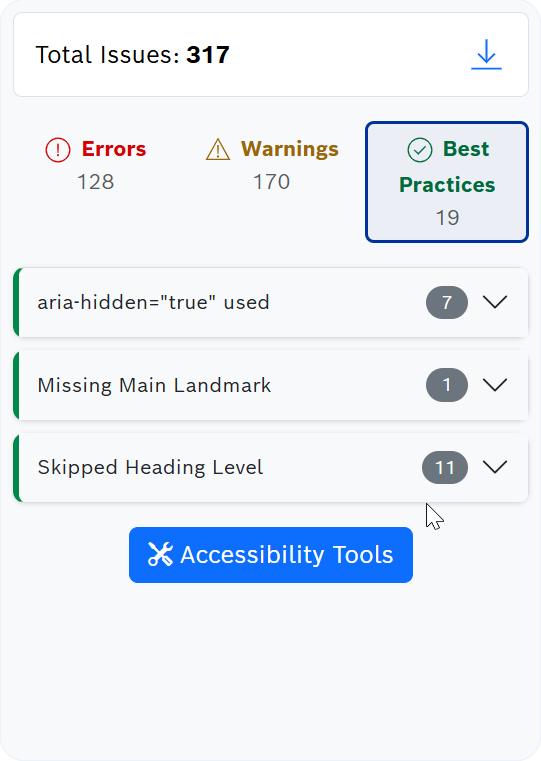 Total Issues: 317
Errors
128
Warnings
170
Best
Practices
19
aria-hidden="true" used
7
Missing Main Landmark
1
Skipped Heading Level
11
Accessibility Tools